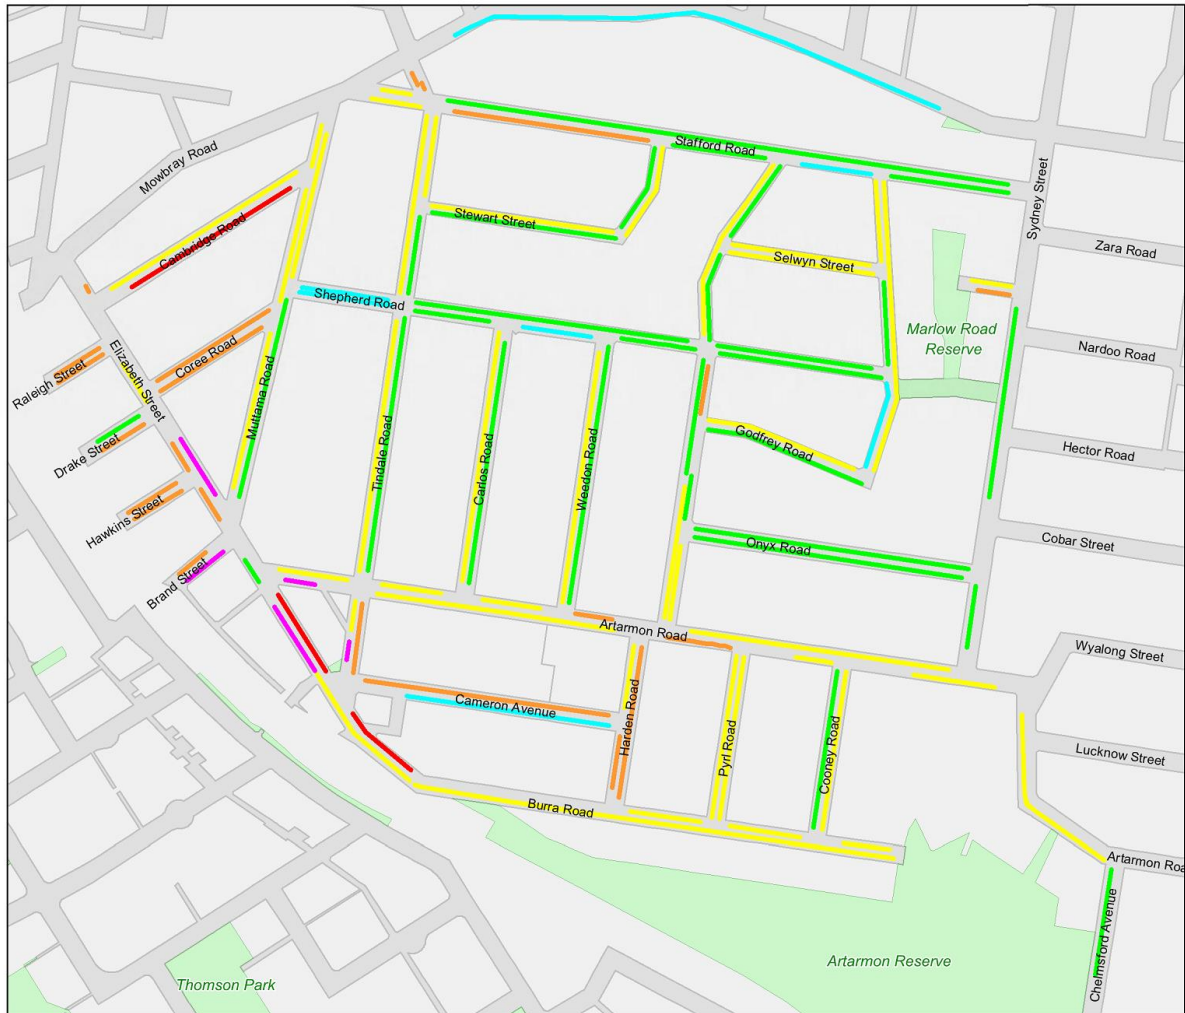 Stafford Road
Mowbray Road
Sydney Street
Cambridge Road
Stewart Street
Zara Road
Selwyn Street
Shepherd Road
Marlow Road
Reserve
Nardoo Road
Coree Road
Elizabeth Street
Raleigh Street
Muttama Road
Drake Street
Tindale Road
Carlos Road
Weedon Road
Godfrey Road
Hector Road
Hawkins Street
Onyx Road
Cobar Street
Brand Street
Artarmon Road
Wyalong Street
Cameron Avenue
Harden Road
Pyrl Road
Cooney Road
Lucknow Street
Burra Road
Artarmon Roa
Chelmsford Avenue
Artarmon Reserve
Thomson Park